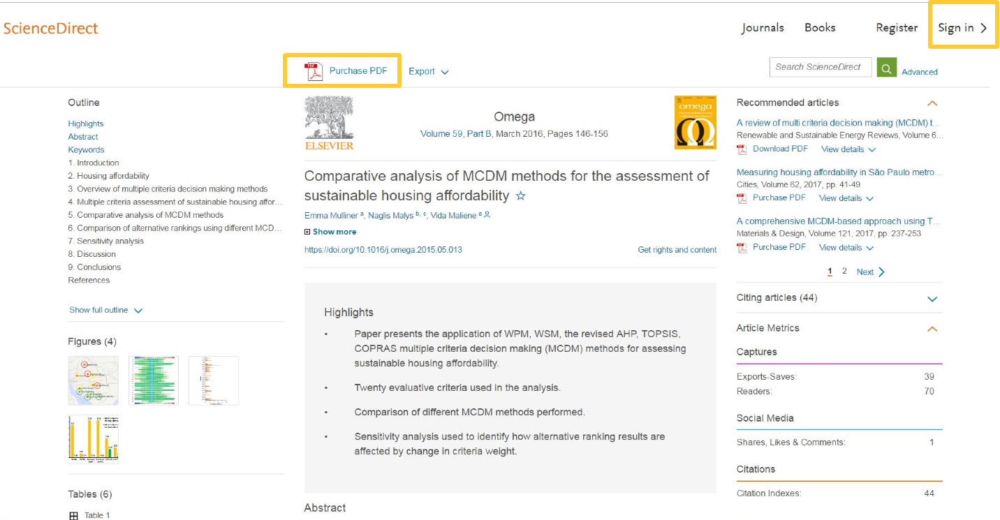 ScienceDirect
Journals Books Register Sign in
Purchase PDF Export
Search ScienceDirect Advanced
Outline
Highlights
Abstract
Keywords
1. Introduction
2. Housing affordability
3. Overview of multiple criteria decision making methods
4. Multiple criteria assessment of sustainable housing affor...
5. Comparative analysis of MCDM methods
6. Comparison of alternative rankings using different MCD...
7. Sensitivity analysis
8. Discussion
9. Conclusions
References
Show full outline
Figures (4)
Tables (6)
Table 1
ELSEVIER
Omega
Volume 59, Part B, March 2016, Pages 146-156
omega
Comparative analysis of MCDM methods for the assessment of
sustainable housing affordability
Emma Mulliner a, Naglis Malys b, c, Vida Maliene a
Show more
https://doi.org/10.1016/j.omega.2015.05.013
Get rights and content
Highlights
• Paper presents the application of WPM, WSM, the revised AHP, TOPSIS,
COPRAS multiple criteria decision making (MCDM) methods for assessing
sustainable housing affordability.
• Twenty evaluative criteria used in the analysis.
• Comparison of different MCDM methods performed.
• Sensitivity analysis used to identify how alternative ranking results are
affected by change in criteria weight.
Abstract
Recommended articles
A review of multi criteria decision making (MCDM) t...
Renewable and Sustainable Energy Reviews, Volume 6...
Download PDF View details
Measuring housing affordability in São Paulo metro...
Cities, Volume 62, 2017, pp. 41-49
Purchase PDF View details
A comprehensive MCDM-based approach using T...
Materials & Design, Volume 121, 2017, pp. 237-253
Purchase PDF View details
1 2 Next
Citing articles (44)
Article Metrics
Captures
Exports-Saves: 39
Readers: 70
Social Media
Shares, Likes & Comments: 1
Citations
Citation Indexes: 44